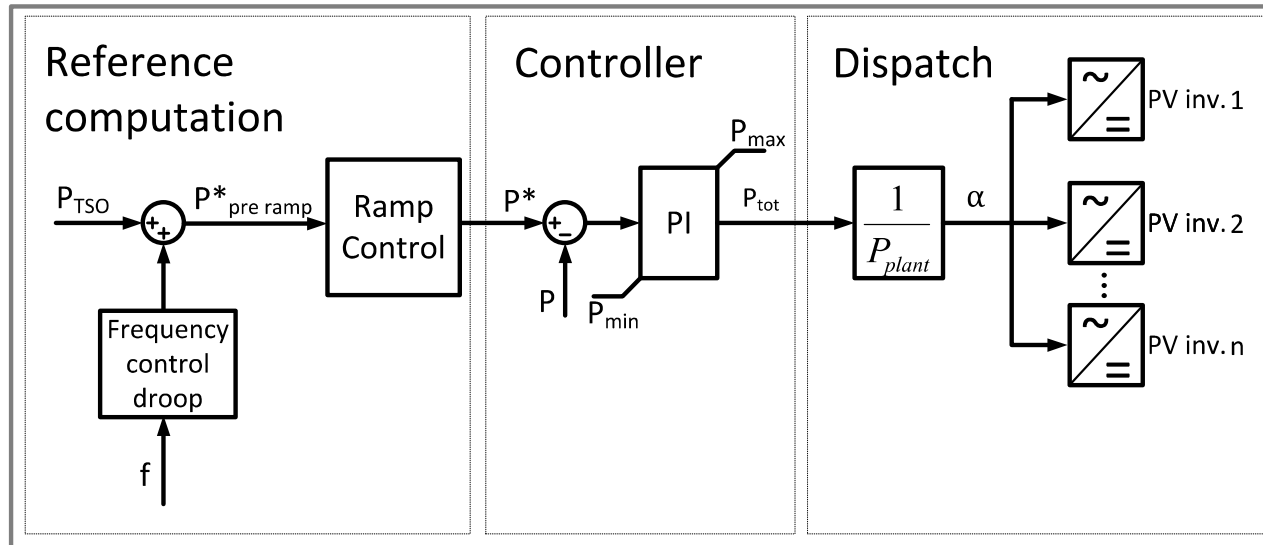 Reference
computation
Controller
Dispatch
P_TSO
+
+
P*_pre ramp
Ramp
Control
P*
+
-
P
PI
P_max
P_min
P_tot
1
P_plant
α
~
=
PV inv. 1
~
=
PV inv. 2
⋮
~
=
PV inv. n
Frequency
control
droop
f